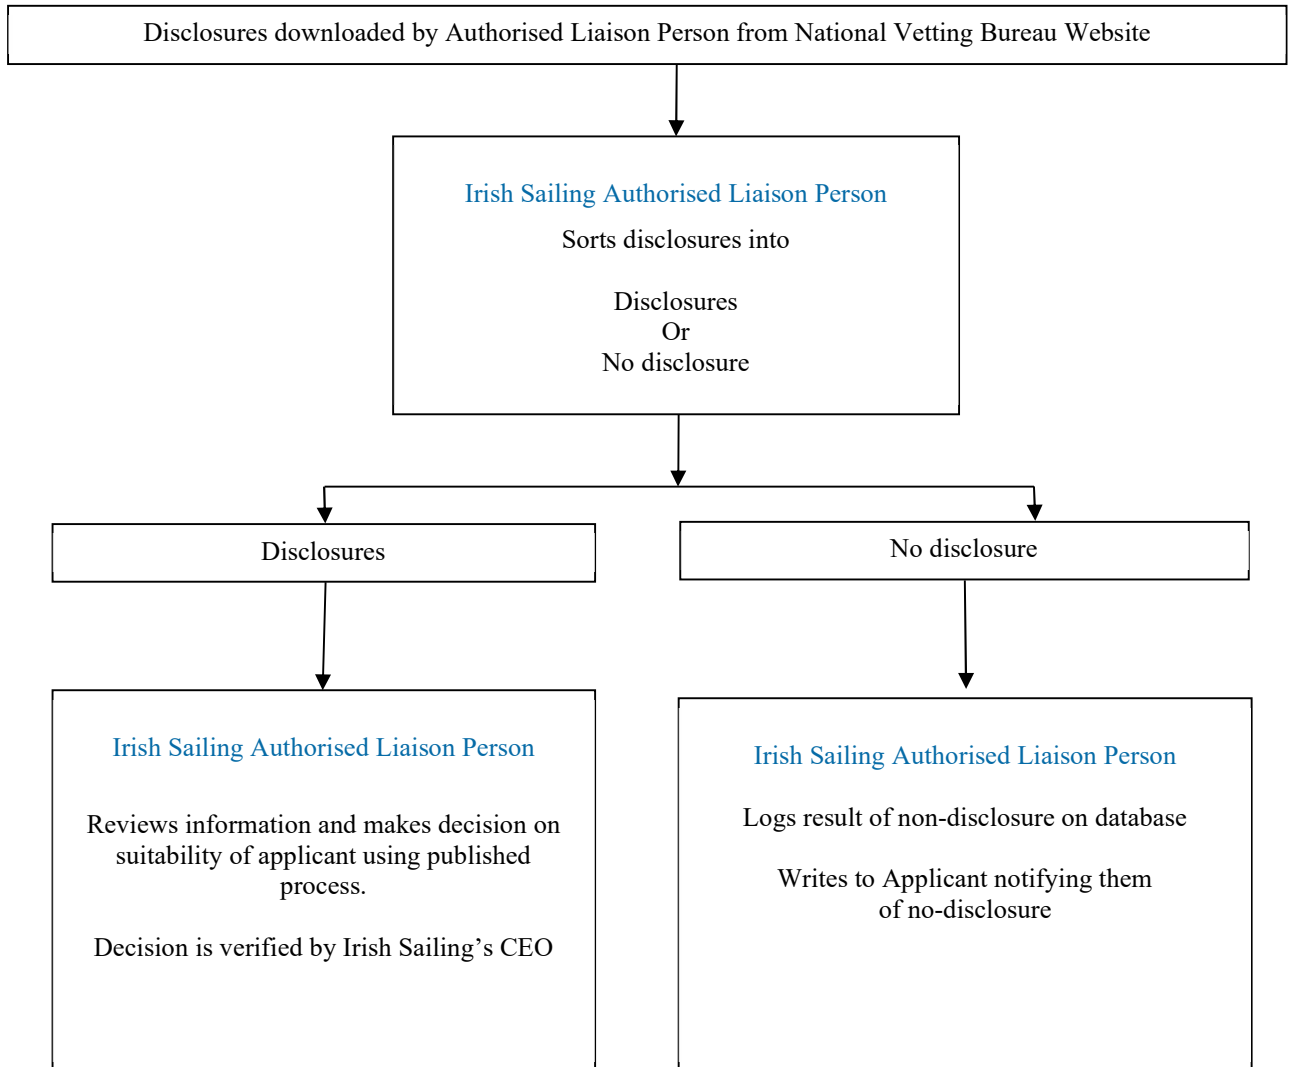 Disclosures downloaded by Authorised Liaison Person from National Vetting Bureau Website
Irish Sailing Authorised Liaison Person
Sorts disclosures into
Disclosures
Or
No disclosure
Disclosures
No disclosure
Irish Sailing Authorised Liaison Person
Reviews information and makes decision on
suitability of applicant using published
process.
Decision is verified by Irish Sailing’s CEO
Irish Sailing Authorised Liaison Person
Logs result of non-disclosure on database
Writes to Applicant notifying them
of no-disclosure